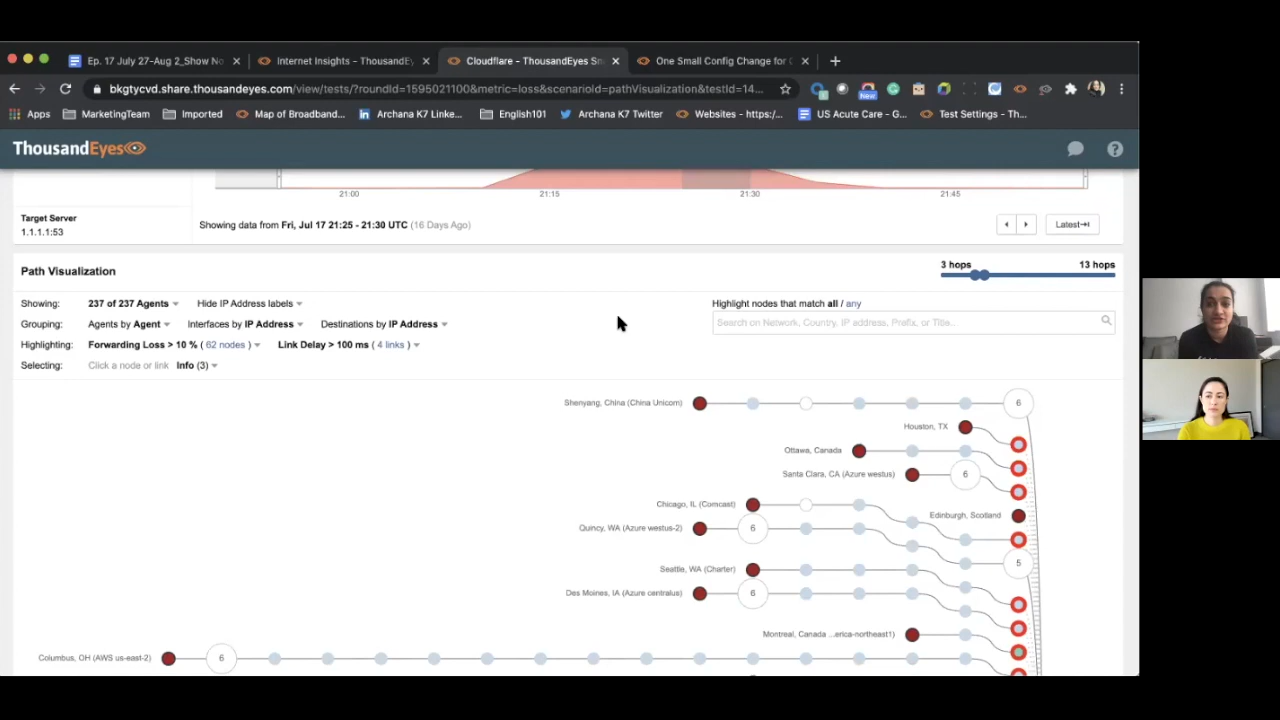 Ep. 17 July 27-Aug 2_Show No
Internet Insights - ThousandEy
Cloudflare - ThousandEyes Sn
One Small Config Change for C
bkgtycvd.share.thousandeyes.com/view/tests/?roundId=1595021100&metric=loss&scenarioId=pathVisualization&testId=14...
New
Apps
MarketingTeam
Imported
Map of Broadband...
Archana K7 Linke...
English101
Archana K7 Twitter
Websites - https:/...
US Acute Care - G...
Test Settings - Th...
ThousandEyes
21:00
21:15
21:30
21:45
Target Server
1.1.1.1:53
Showing data from Fri, Jul 17 21:25 - 21:30 UTC (16 Days Ago)
Latest
Path Visualization
3 hops
13 hops
Showing: 237 of 237 Agents Hide IP Address labels
Highlight nodes that match all / any
Grouping: Agents by Agent Interfaces by IP Address Destinations by IP Address
Search on Network, Country, IP address, Prefix, or Title...
Highlighting: Forwarding Loss > 10 % ( 62 nodes ) Link Delay > 100 ms ( 4 links )
Selecting: Click a node or link Info (3)
Shenyang, China (China Unicom)
6
Houston, TX
Ottawa, Canada
Santa Clara, CA (Azure westus)
6
Chicago, IL (Comcast)
Edinburgh, Scotland
Quincy, WA (Azure westus-2)
6
5
Seattle, WA (Charter)
Des Moines, IA (Azure centralus)
6
Montreal, Canada ...erica-northeast1)
Columbus, OH (AWS us-east-2)
6